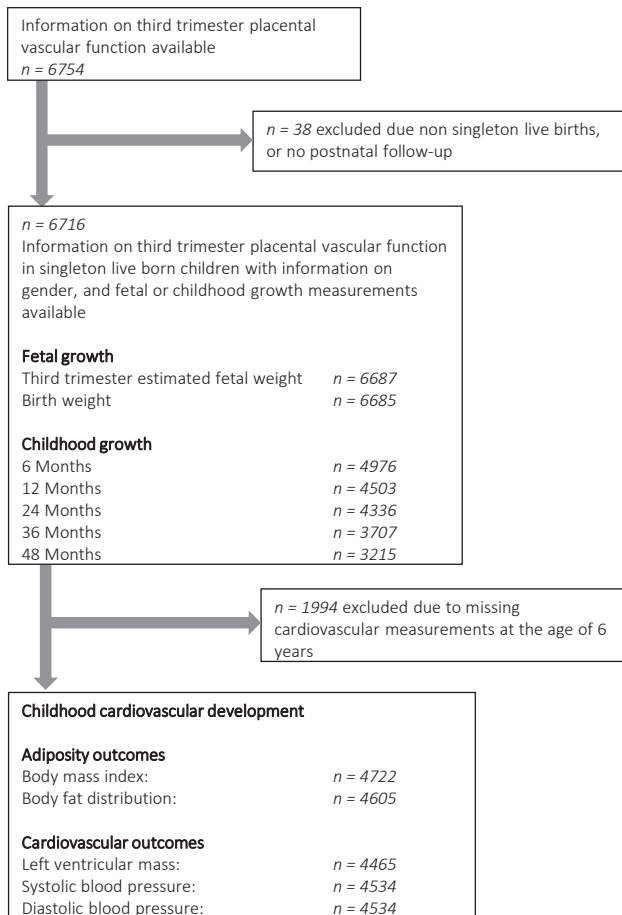 Information on third trimester placental
vascular function available
n = 6754
n = 38 excluded due non singleton live births,
or no postnatal follow-up
n = 6716
Information on third trimester placental vascular function
in singleton live born children with information on
gender, and fetal or childhood growth measurements
available
Fetal growth
Third trimester estimated fetal weight n = 6687
Birth weight n = 6685
Childhood growth
6 Months n = 4976
12 Months n = 4503
24 Months n = 4336
36 Months n = 3707
48 Months n = 3215
n = 1994 excluded due to missing
cardiovascular measurements at the age of 6
years
Childhood cardiovascular development
Adiposity outcomes
Body mass index: n = 4722
Body fat distribution: n = 4605
Cardiovascular outcomes
Left ventricular mass: n = 4465
Systolic blood pressure: n = 4534
Diastolic blood pressure: n = 4534